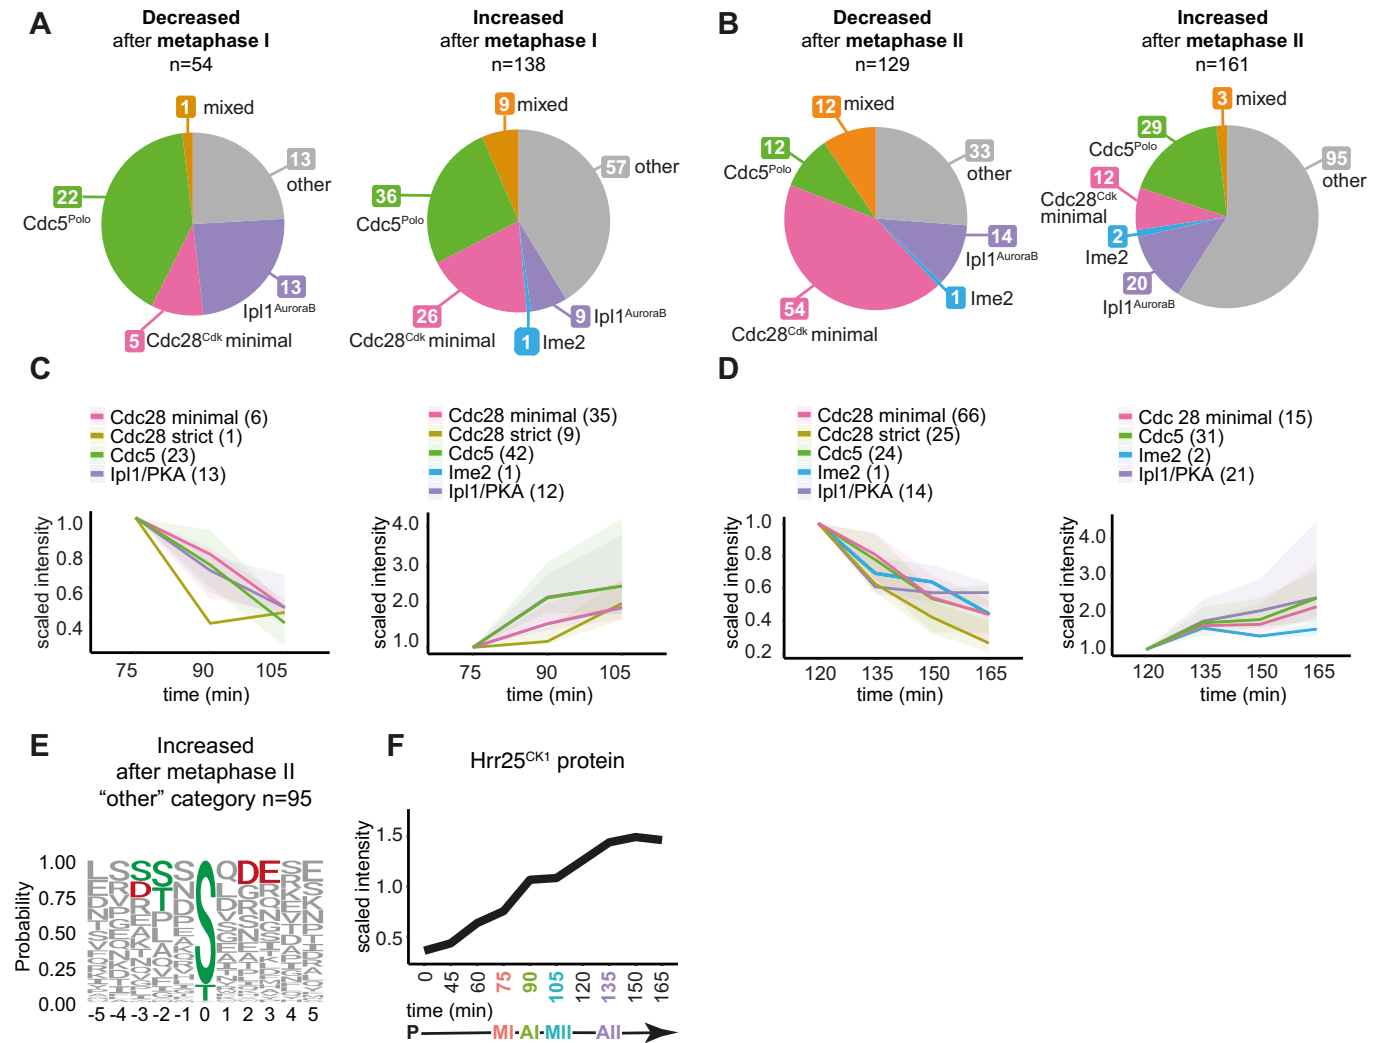 A
Decreased
after metaphase I
n=54
1 mixed
13
other
22
Cdc5Polo
13
Ipl1AuroraB
5 Cdc28Cdk minimal
Increased
after metaphase I
n=138
9 mixed
57 other
36
Cdc5Polo
26
Cdc28Cdk minimal
1 Ime2
9 Ipl1AuroraB
B
Decreased
after metaphase II
n=129
12 mixed
12
Cdc5Polo
33
other
14
Ipl1AuroraB
1 Ime2
54
Cdc28Cdk minimal
Increased
after metaphase II
n=161
3 mixed
29
Cdc5Polo
95
other
12
Cdc28Cdk
minimal
2
Ime2
20
Ipl1AuroraB
C
Cdc28 minimal (6)
Cdc28 strict (1)
Cdc5 (23)
Ipl1/PKA (13)
scaled intensity
1.0
0.8
0.6
0.4
75 90 105
time (min)
Cdc28 minimal (35)
Cdc28 strict (9)
Cdc5 (42)
Ime2 (1)
Ipl1/PKA (12)
scaled intensity
4.0
3.0
2.0
1.0
75 90 105
time (min)
D
Cdc28 minimal (66)
Cdc28 strict (25)
Cdc5 (24)
Ime2 (1)
Ipl1/PKA (14)
scaled intensity
1.0
0.8
0.6
0.4
0.2
120 135 150 165
time (min)
Cdc 28 minimal (15)
Cdc5 (31)
Ime2 (2)
Ipl1/PKA (21)
scaled intensity
4.0
3.0
2.0
1.0
120 135 150 165
time (min)
E
Increased
after metaphase II
“other” category n=95
Probability
1.00
0.75
0.50
0.25
0.00
L S S S S S Q D E S E
-5 -4 -3 -2 -1 0 1 2 3 4 5
F
Hrr25CK1 protein
scaled intensity
1.5
1.0
0.5
0 45 60 75 90 105 120 135 150 165
time (min)
P MI AI MII AII